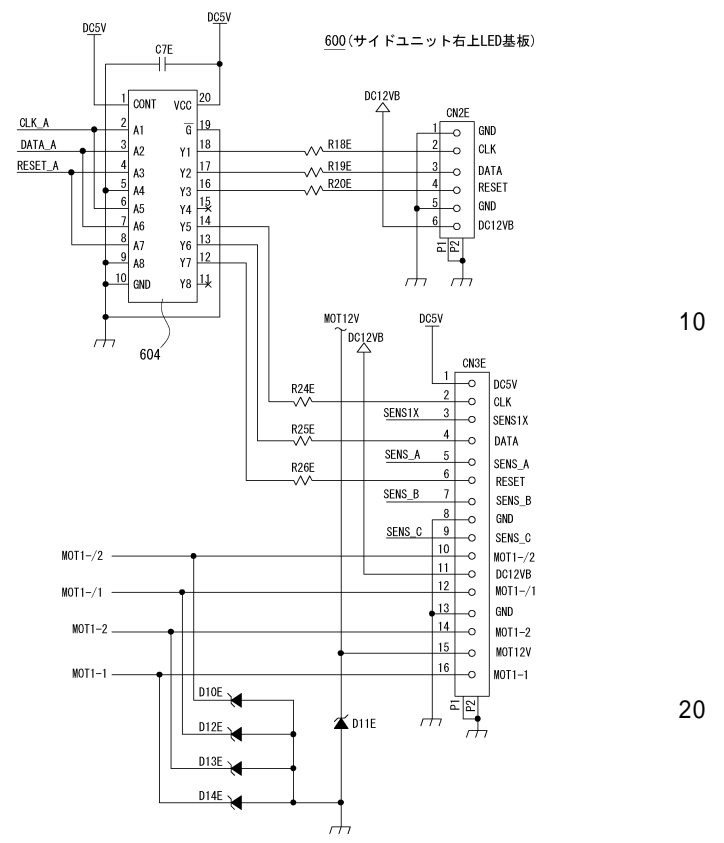 600(サイドユニット右上LED基板)
DC5V
DC5V
C7E
1 CONT VCC 20
CLK_A 2 A1 G 19
DATA_A 3 A2 Y1 18
RESET_A 4 A3 Y2 17
5 A4 Y3 16
6 A5 Y4 15
7 A6 Y5 14
8 A7 Y6 13
9 A8 Y7 12
10 GND Y8 11
604
R18E
R19E
R20E
DC12VB
CN2E
1 GND
2 CLK
3 DATA
4 RESET
5 GND
6 DC12VB
P1 P2
10
MOT12V
DC12VB
DC5V
CN3E
1 DC5V
R24E 2 CLK
SENS1X 3 SENS1X
R25E 4 DATA
SENS_A 5 SENS_A
R26E 6 RESET
SENS_B 7 SENS_B
8 GND
SENS_C 9 SENS_C
MOT1-/2 10 MOT1-/2
11 DC12VB
MOT1-/1 12 MOT1-/1
13 GND
MOT1-2 14 MOT1-2
15 MOT12V
MOT1-1 16 MOT1-1
P1 P2
D10E
D11E
D12E
D13E
D14E
20